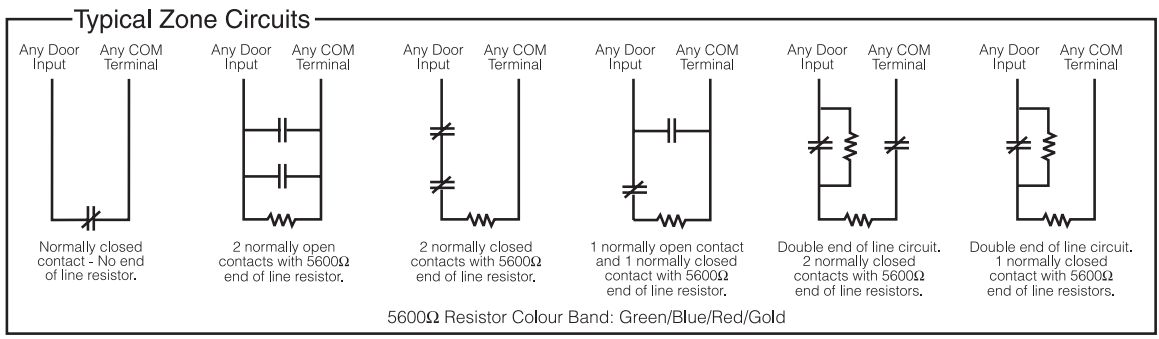 Typical Zone Circuits
Any Door Input
Any COM Terminal
Any Door Input
Any COM Terminal
Any Door Input
Any COM Terminal
Any Door Input
Any COM Terminal
Any Door Input
Any COM Terminal
Any Door Input
Any COM Terminal
Normally closed
contact - No end
of line resistor.
2 normally open
contacts with 5600Ω
end of line resistor.
2 normally closed
contacts with 5600Ω
end of line resistor.
1 normally open contact
and 1 normally closed
contact with 5600Ω
end of line resistor.
Double end of line circuit.
2 normally closed
contacts with 5600Ω
end of line resistors.
Double end of line circuit.
1 normally closed
contact with 5600Ω
end of line resistors.
5600Ω Resistor Colour Band: Green/Blue/Red/Gold